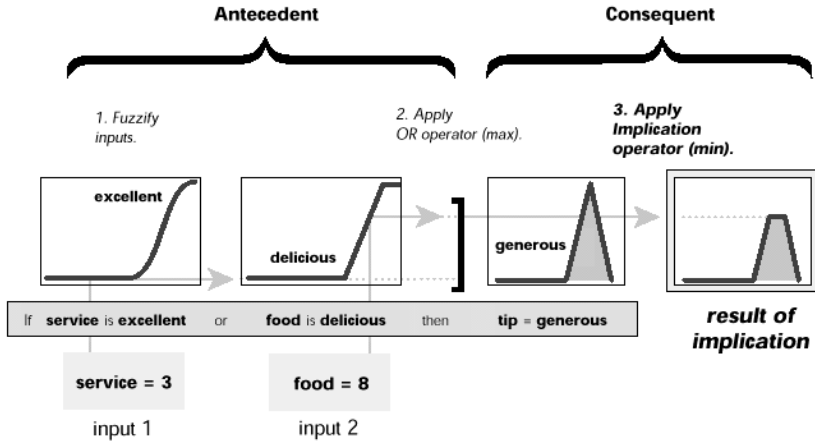 Antecedent
Consequent
1. Fuzzify
inputs.
2. Apply
OR operator (max).
3. Apply
Implication
operator (min).
excellent
delicious
generous
If service is excellent or food is delicious then tip = generous
result of
implication
service = 3
food = 8
input 1
input 2